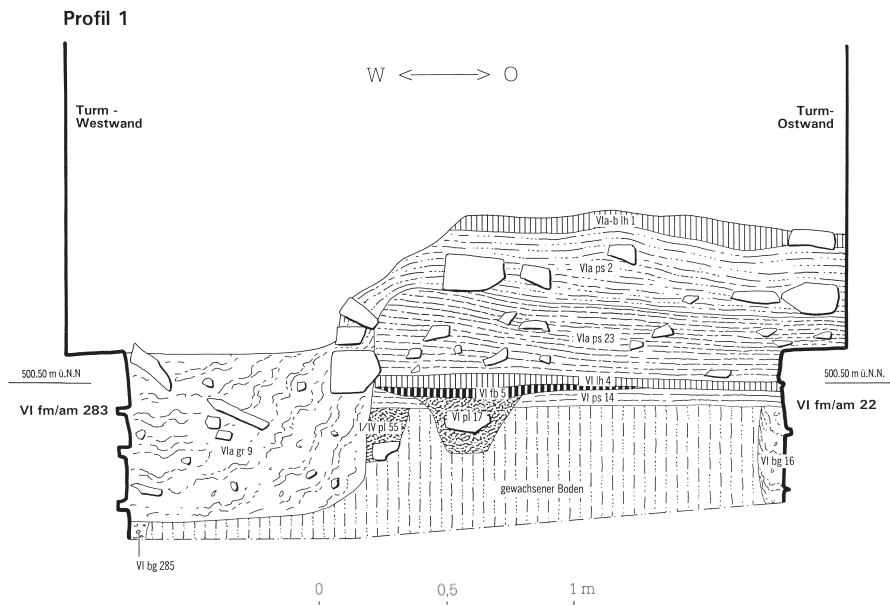 Profil 1
W O
Turm -
Westwand
Turm-
Ostwand
VIa-b lh 1
VIa ps 2
VIa ps 23
500.50 m ü.N.N
500.50 m ü.N.N
VI lh 4
VI fb 5
VI ps 14
VI fm/am 283
VI fm/am 22
VI pl 17
I/IV pl 55
VIa gr 9
VI bg 16
gewachsener Boden
VI bg 285
0 0,5 1 m